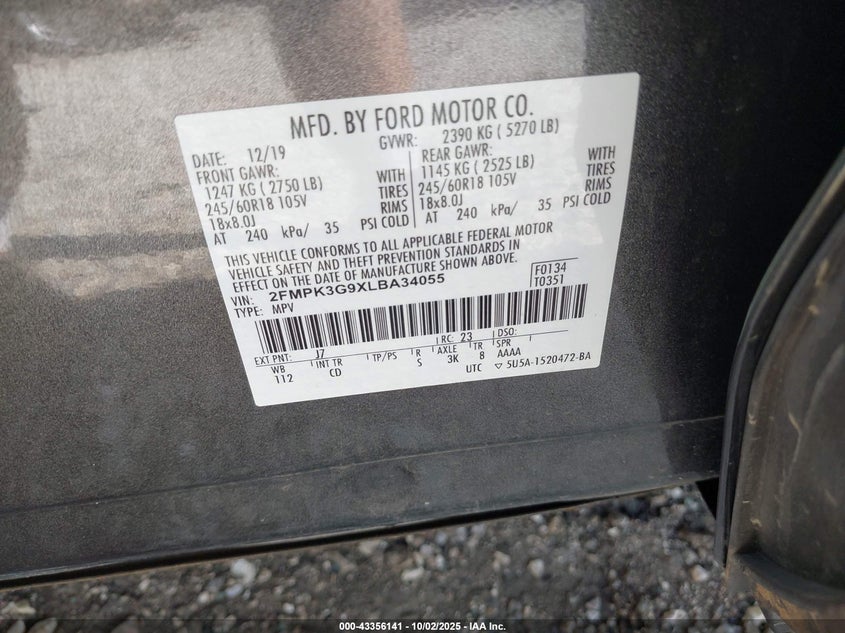 MFD. BY FORD MOTOR CO.
DATE: 12/19 GVWR: 2390 KG ( 5270 LB)
FRONT GAWR: REAR GAWR:
1247 KG ( 2750 LB) WITH 1145 KG ( 2525 LB) WITH
245/60R18 105V TIRES 245/60R18 105V TIRES
18x8.0J RIMS 18x8.0J RIMS
AT 240 kPa/ 35 PSI COLD AT 240 kPa/ 35 PSI COLD
THIS VEHICLE CONFORMS TO ALL APPLICABLE FEDERAL MOTOR
VEHICLE SAFETY AND THEFT PREVENTION STANDARDS IN
EFFECT ON THE DATE OF MANUFACTURE SHOWN ABOVE.
VIN: 2FMPK3G9XLBA34055 F0134
TYPE: MPV T0351
EXT PNT: J7 RC: 23 DSO:
WB INT TR TP/PS R AXLE TR SPR
112 CD S 3K 8 AAAA
UTC ▽ 5U5A-1520472-BA
000-43356141 - 10/02/2025 - IAA Inc.